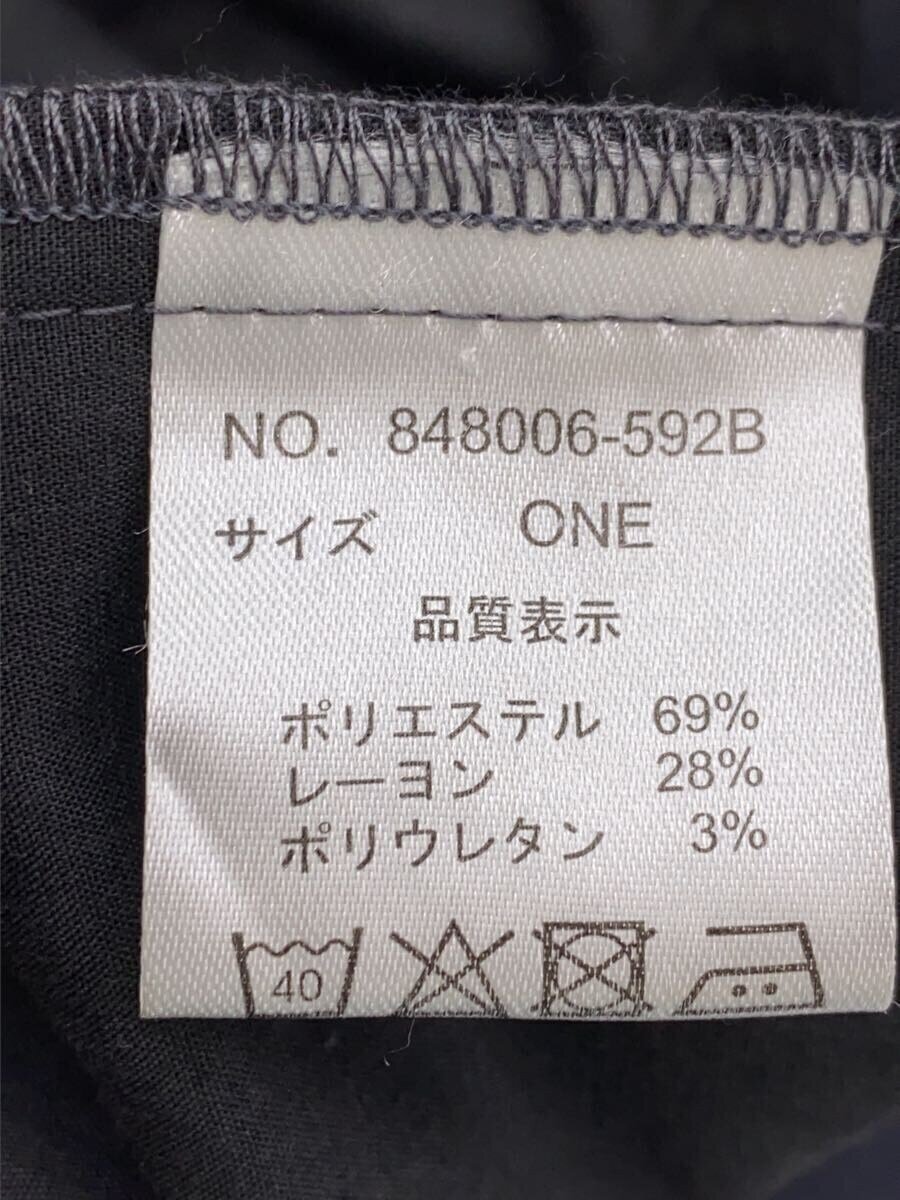 NO. 848006-592B
サイズ ONE
品質表示
ポリエステル 69%
レーヨン 28%
ポリウレタン 3%
40